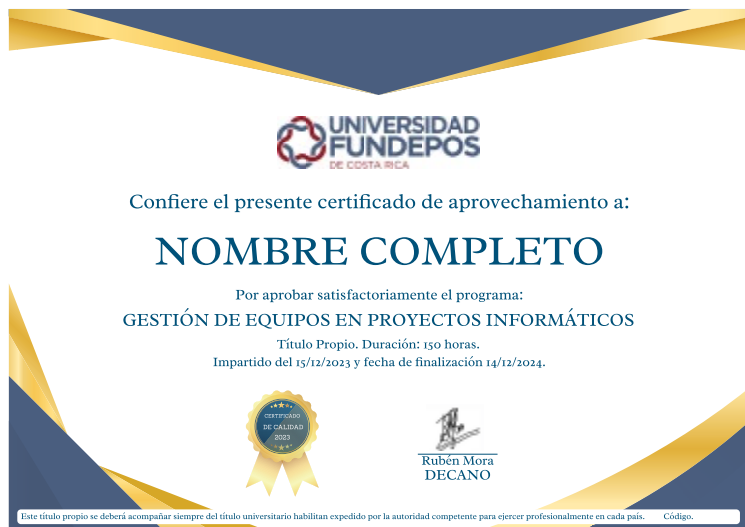 UNIVERSIDAD
FUNDEPOS
DE COSTA RICA
Confiere el presente certificado de aprovechamiento a:
NOMBRE COMPLETO
Por aprobar satisfactoriamente el programa:
GESTIÓN DE EQUIPOS EN PROYECTOS INFORMÁTICOS
Título Propio. Duración: 150 horas.
Impartido del 15/12/2023 y fecha de finalización 14/12/2024.
CERTIFICADO
DE CALIDAD
2023
Rubén Mora
DECANO
Este título propio se deberá acompañar siempre del título universitario habilitan expedido por la autoridad competente para ejercer profesionalmente en cada país. Código.